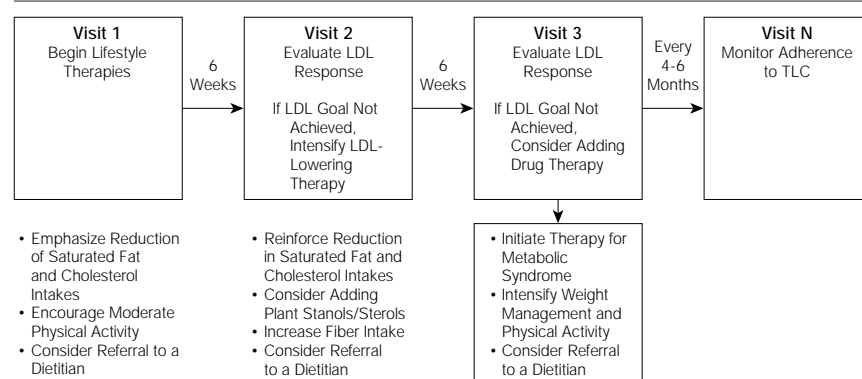 Visit 1
Begin Lifestyle
Therapies
6
Weeks
Visit 2
Evaluate LDL
Response
If LDL Goal Not
Achieved,
Intensify LDL-
Lowering
Therapy
6
Weeks
Visit 3
Evaluate LDL
Response
If LDL Goal Not
Achieved,
Consider Adding
Drug Therapy
Every
4-6
Months
Visit N
Monitor Adherence
to TLC
• Emphasize Reduction
of Saturated Fat
and Cholesterol
Intakes
• Encourage Moderate
Physical Activity
• Consider Referral to a
Dietitian
• Reinforce Reduction
in Saturated Fat and
Cholesterol Intakes
• Consider Adding
Plant Stanols/Sterols
• Increase Fiber Intake
• Consider Referral
to a Dietitian
• Initiate Therapy for
Metabolic
Syndrome
• Intensify Weight
Management and
Physical Activity
• Consider Referral
to a Dietitian